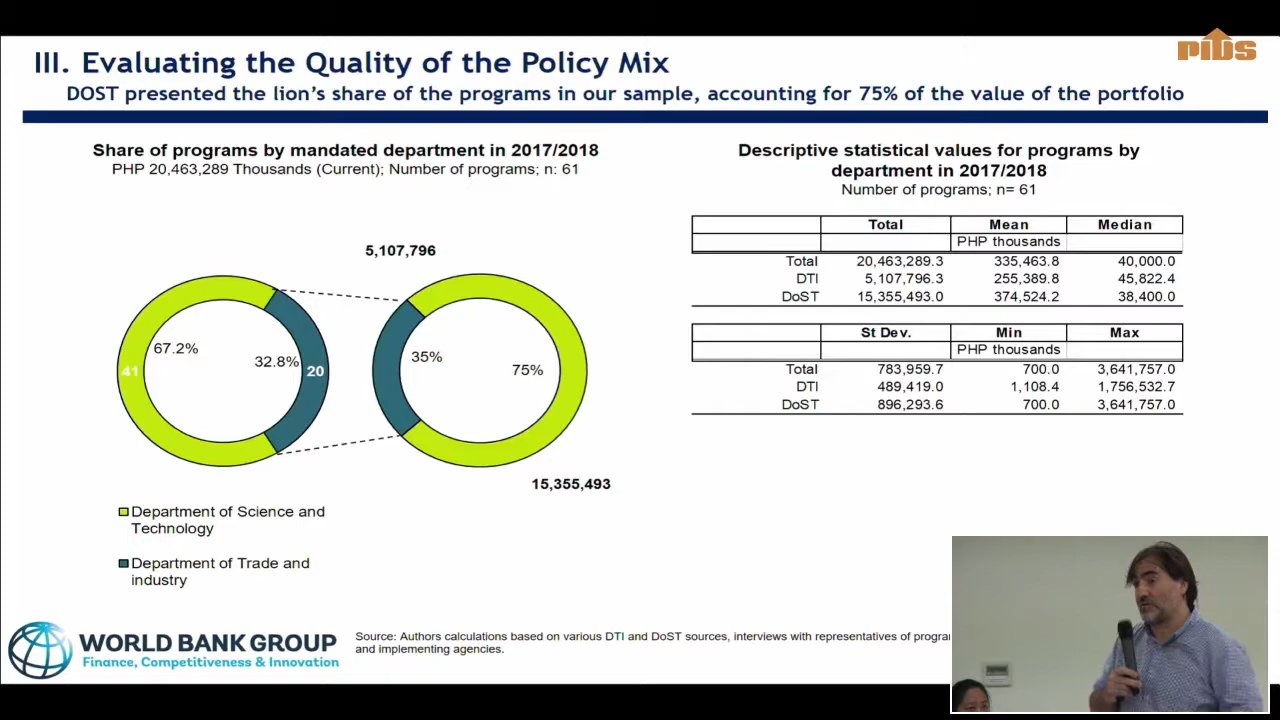 PIDS
III. Evaluating the Quality of the Policy Mix
DOST presented the lion's share of the programs in our sample, accounting for 75% of the value of the portfolio
Share of programs by mandated department in 2017/2018
PHP 20,463,289 Thousands (Current); Number of programs; n: 61
5,107,796
67.2%
32.8%
41
20
35%
75%
15,355,493
Department of Science and
Technology
Department of Trade and
industry
Descriptive statistical values for programs by
department in 2017/2018
Number of programs; n= 61
Total Mean Median
PHP thousands
Total 20,463,289.3 335,463.8 40,000.0
DTI 5,107,796.3 255,389.8 45,822.4
DoST 15,355,493.0 374,524.2 38,400.0
St Dev. Min Max
PHP thousands
Total 783,959.7 700.0 3,641,757.0
DTI 489,419.0 1,108.4 1,756,532.7
DoST 896,293.6 700.0 3,641,757.0
WORLD BANK GROUP
Finance, Competitiveness & Innovation
Source: Authors calculations based on various DTI and DoST sources, interviews with representatives of
and implementing agencies.